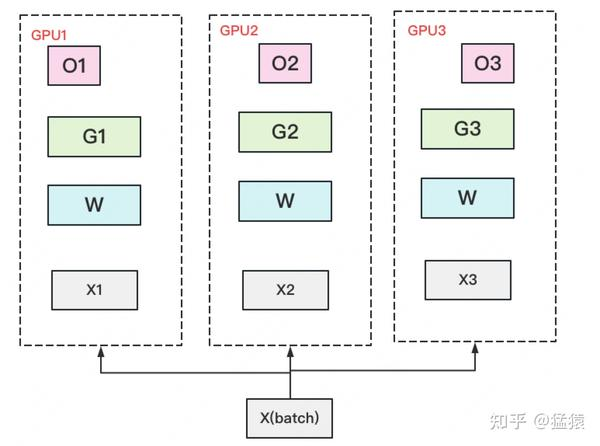 GPU1
O1
G1
W
X1
GPU2
O2
G2
W
X2
GPU3
O3
G3
W
X3
X(batch)
知乎 @猛猿